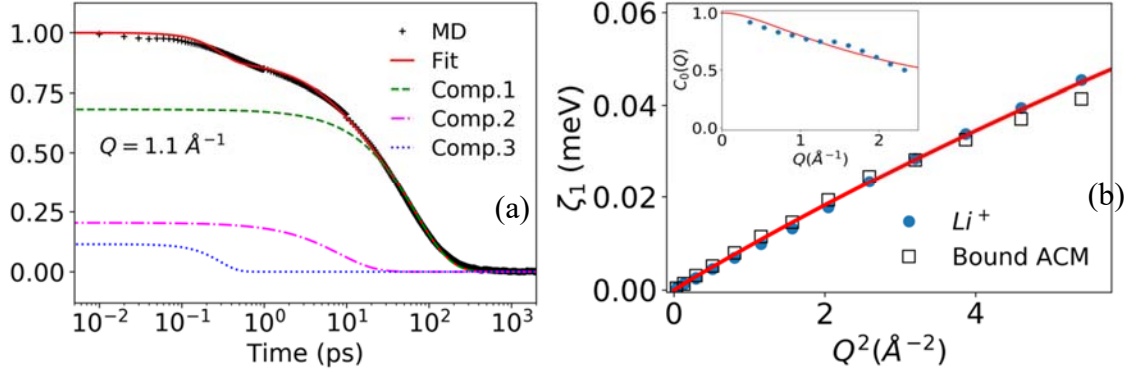 1.00
0.75
0.50
0.25
0.00
MD
Fit
Comp.1
Comp.2
Comp.3
Q = 1.1 Å⁻¹
(a)
10⁻² 10⁻¹ 10⁰ 10¹ 10² 10³
Time (ps)
ζ₁ (meV)
0.06
0.04
0.02
0.00
C₀(Q)
1.0
0.5
0.0
0 1 2
Q(Å⁻¹)
Li⁺
Bound ACM
(b)
0 2 4
Q²(Å⁻²)